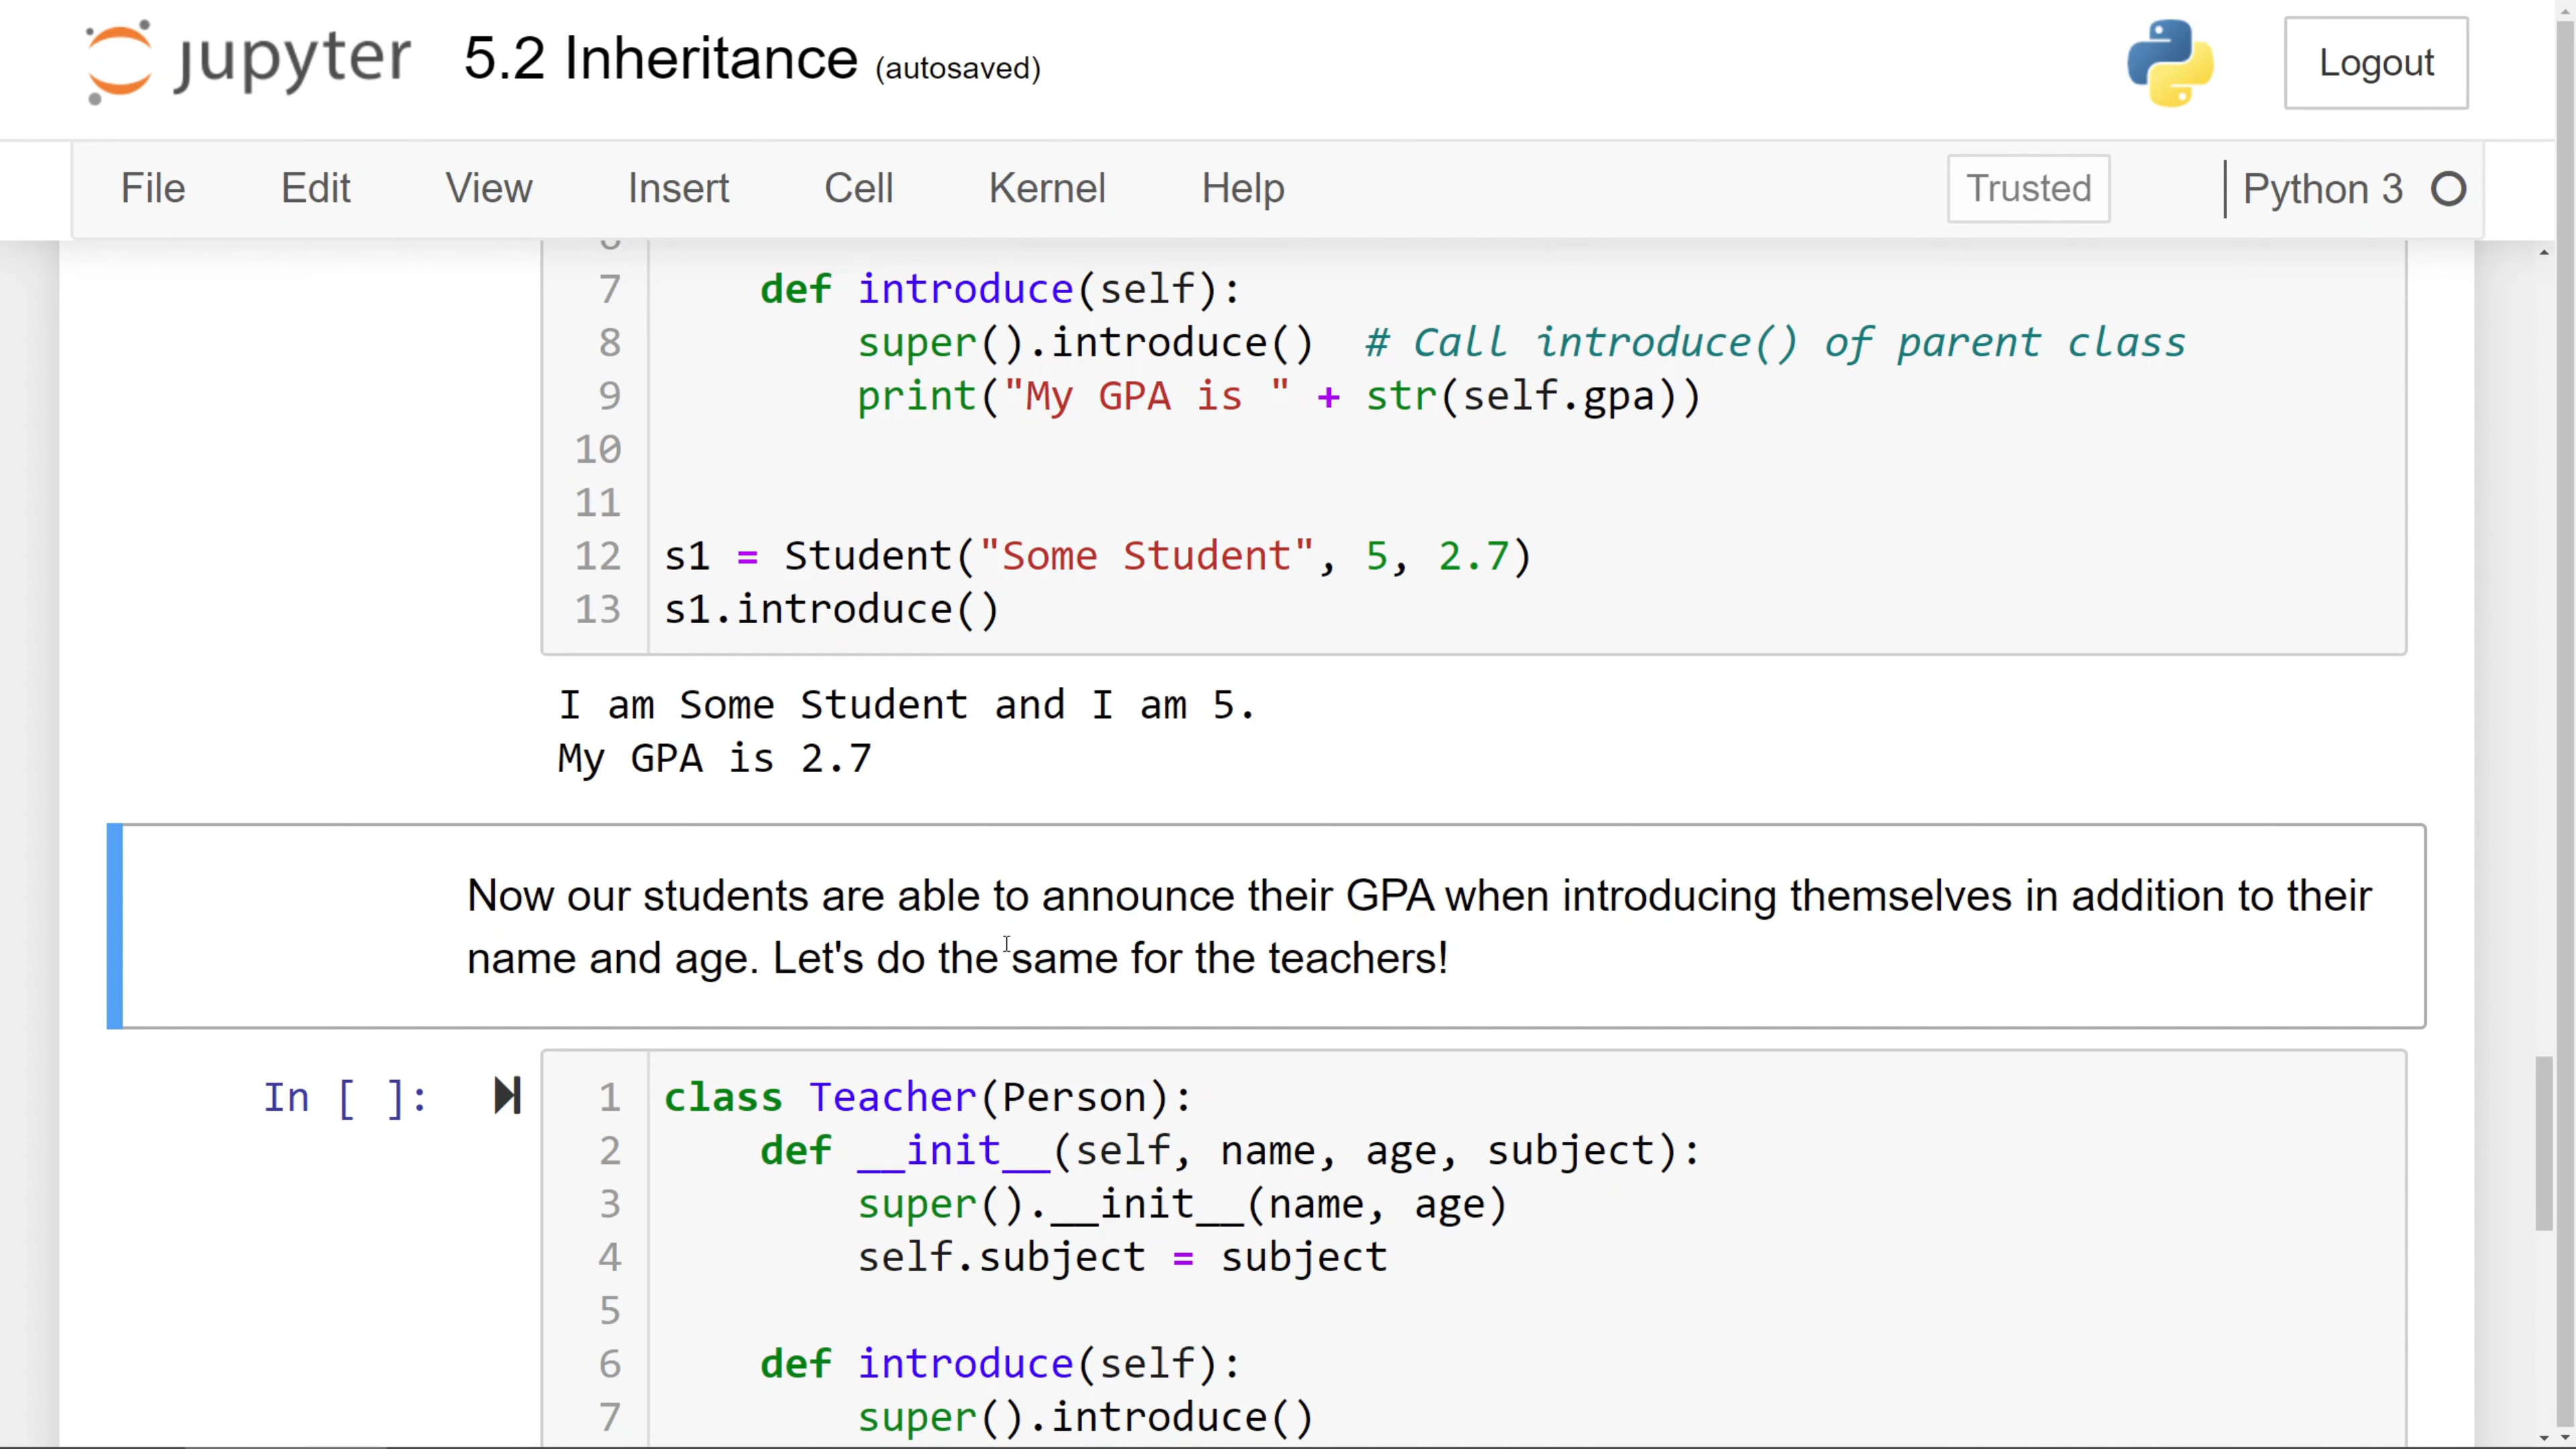 jupyter 5.2 Inheritance (autosaved) Logout
File Edit View Insert Cell Kernel Help Trusted Python 3
7 def introduce(self):
8 super().introduce() # Call introduce() of parent class
9 print("My GPA is " + str(self.gpa))
10
11
12 s1 = Student("Some Student", 5, 2.7)
13 s1.introduce()
I am Some Student and I am 5.
My GPA is 2.7
Now our students are able to announce their GPA when introducing themselves in addition to their
name and age. Let's do the same for the teachers!
In [ ]: 1 class Teacher(Person):
2 def __init__(self, name, age, subject):
3 super().__init__(name, age)
4 self.subject = subject
5
6 def introduce(self):
7 super().introduce()